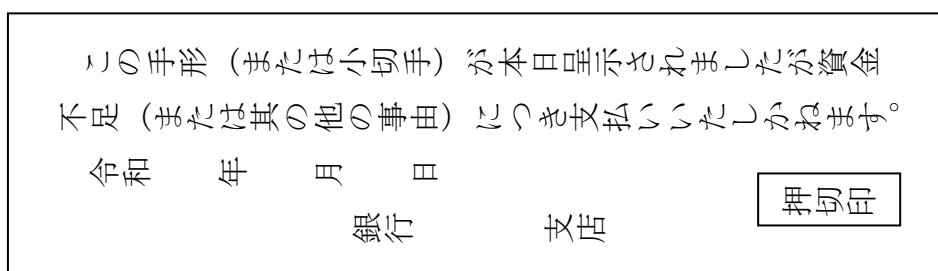 この手形（または小切手）が本日呈示されましたが資金
不足（または其の他の事由）につき支払いいたしかねます。
令和　　年　　月　　日
銀行　　　　支店
押切印